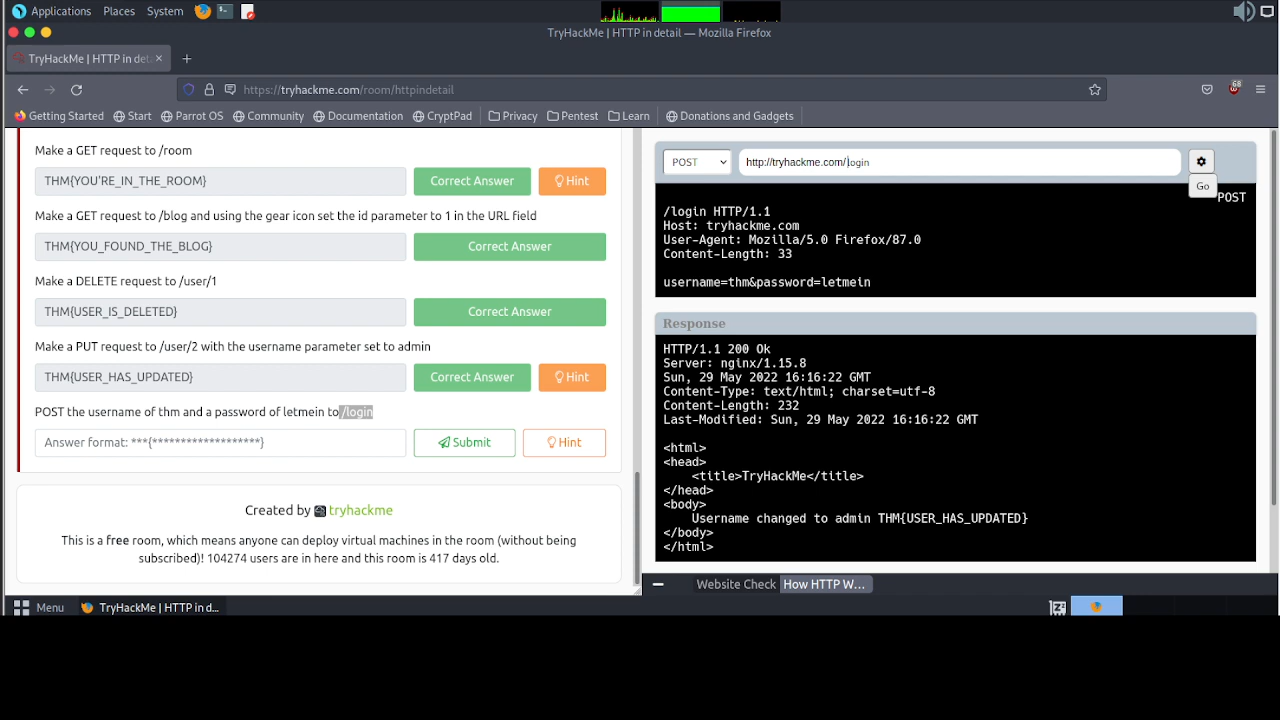 Applications Places System
TryHackMe | HTTP in detail — Mozilla Firefox
TryHackMe | HTTP in det
https://tryhackme.com/room/httpindetail
68
Getting Started Start Parrot OS Community Documentation CryptPad Privacy Pentest Learn Donations and Gadgets
Make a GET request to /room
THM{YOU'RE_IN_THE_ROOM} Correct Answer Hint
Make a GET request to /blog and using the gear icon set the id parameter to 1 in the URL field
THM{YOU_FOUND_THE_BLOG} Correct Answer
Make a DELETE request to /user/1
THM{USER_IS_DELETED} Correct Answer
Make a PUT request to /user/2 with the username parameter set to admin
THM{USER_HAS_UPDATED} Correct Answer Hint
POST the username of thm and a password of letmein to /login
Answer format: ***{*******************} Submit Hint
Created by tryhackme
This is a free room, which means anyone can deploy virtual machines in the room (without being
subscribed)! 104274 users are in here and this room is 417 days old.
POST http://tryhackme.com/login
Go
POST
/login HTTP/1.1
Host: tryhackme.com
User-Agent: Mozilla/5.0 Firefox/87.0
Content-Length: 33
username=thm&password=letmein
Response
HTTP/1.1 200 Ok
Server: nginx/1.15.8
Sun, 29 May 2022 16:16:22 GMT
Content-Type: text/html; charset=utf-8
Content-Length: 232
Last-Modified: Sun, 29 May 2022 16:16:22 GMT
<html>
<head>
<title>TryHackMe</title>
</head>
<body>
Username changed to admin THM{USER_HAS_UPDATED}
</body>
</html>
Website Check How HTTP W...
Menu TryHackMe | HTTP in d...